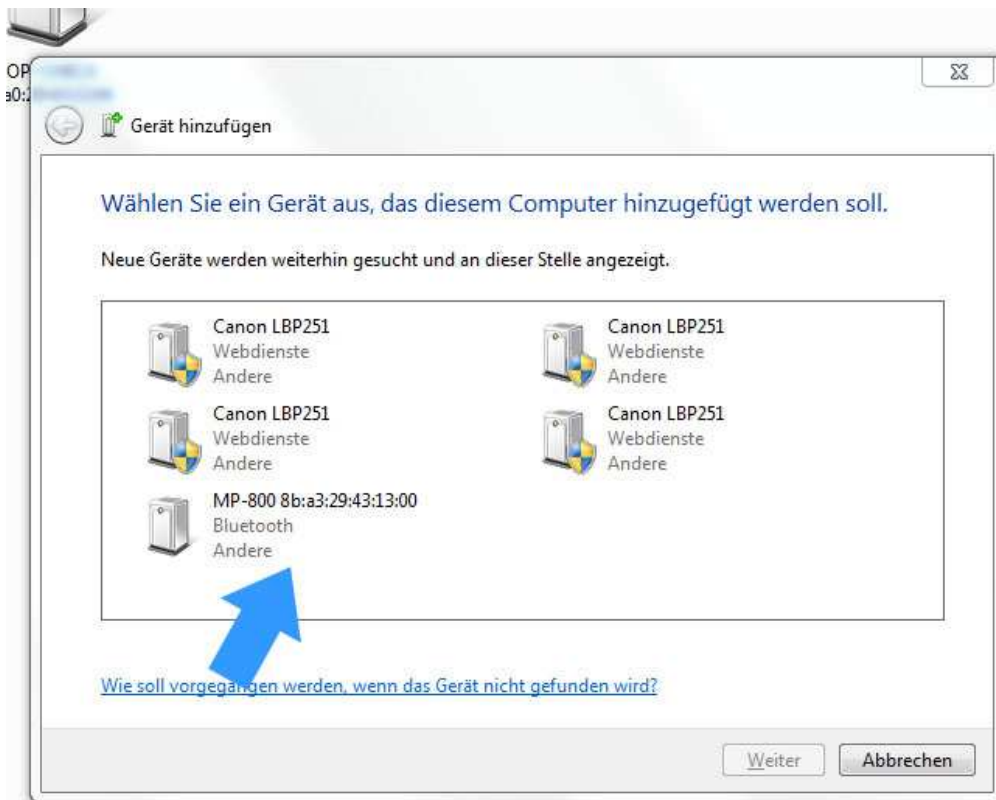 OP
a0:2
Gerät hinzufügen
Wählen Sie ein Gerät aus, das diesem Computer hinzugefügt werden soll.
Neue Geräte werden weiterhin gesucht und an dieser Stelle angezeigt.
Canon LBP251
Webdienste
Andere
Canon LBP251
Webdienste
Andere
Canon LBP251
Webdienste
Andere
Canon LBP251
Webdienste
Andere
MP-800 8b:a3:29:43:13:00
Bluetooth
Andere
Wie soll vorgegangen werden, wenn das Gerät nicht gefunden wird?
Weiter
Abbrechen